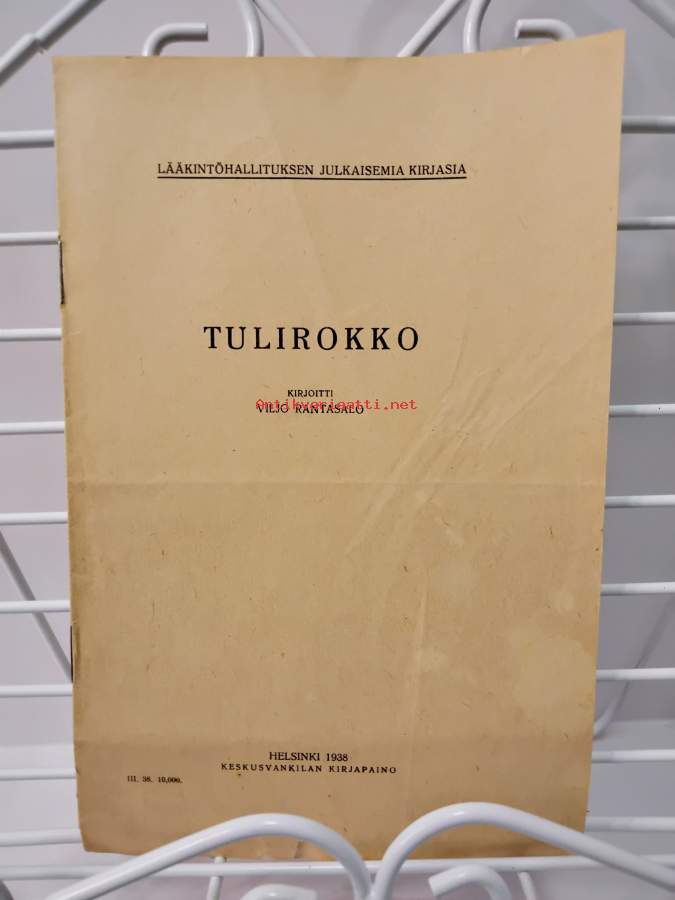 LÄÄKINTÖHALLITUKSEN JULKAISEMIA KIRJASIA
TULIROKKO
KIRJOITTI
Antikvariaatti.net
VILJO RANTASALO
HELSINKI 1938
KESKUSVANKILAN KIRJAPAINO
III. 38. 10,000.